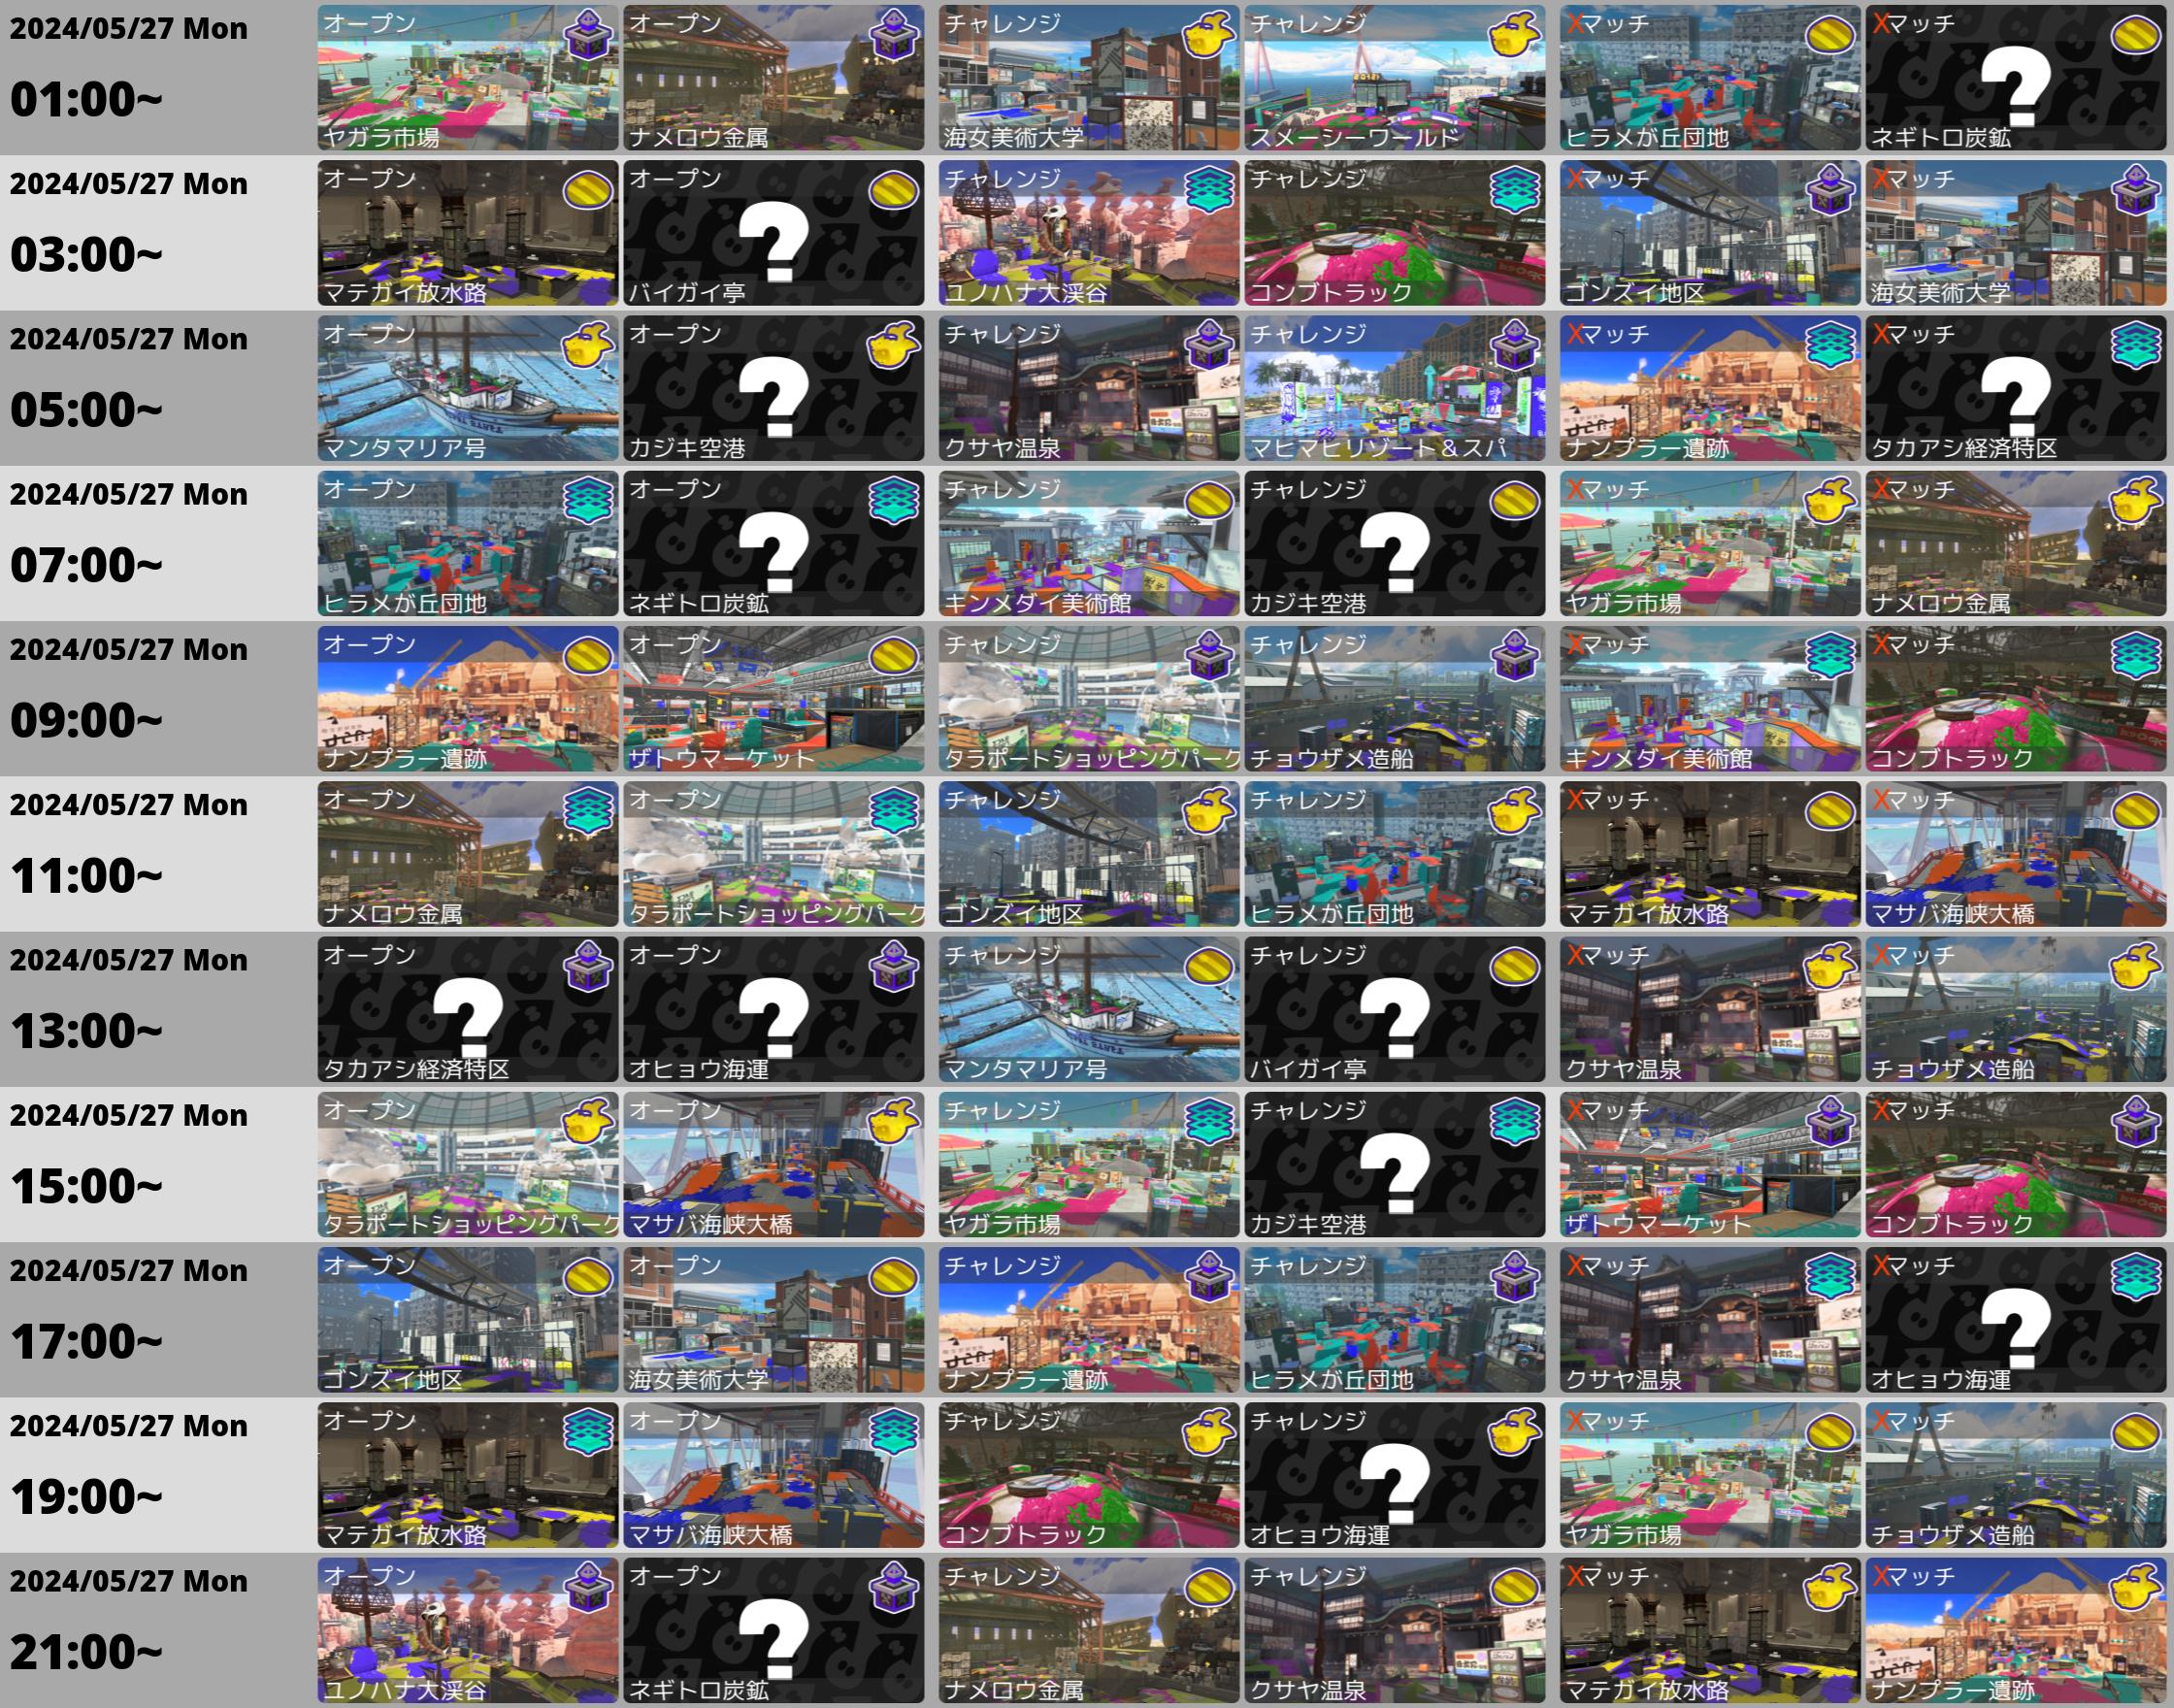 2024/05/27 Mon
01:00~
オープン
ヤガラ市場
オープン
ナメロウ金属
チャレンジ
海女美術大学
チャレンジ
スメーシーワールド
Xマッチ
ヒラメが丘団地
Xマッチ
ネギトロ炭鉱
2024/05/27 Mon
03:00~
オープン
マテガイ放水路
オープン
バイガイ亭
チャレンジ
ユノハナ大渓谷
チャレンジ
コンブトラック
Xマッチ
ゴンズイ地区
Xマッチ
海女美術大学
2024/05/27 Mon
05:00~
オープン
マンタマリア号
オープン
カジキ空港
チャレンジ
クサヤ温泉
チャレンジ
マヒマヒリゾート＆スパ
Xマッチ
ナンプラー遺跡
Xマッチ
タカアシ経済特区
2024/05/27 Mon
07:00~
オープン
ヒラメが丘団地
オープン
ネギトロ炭鉱
チャレンジ
キンメダイ美術館
チャレンジ
カジキ空港
Xマッチ
ヤガラ市場
Xマッチ
ナメロウ金属
2024/05/27 Mon
09:00~
オープン
ナンプラー遺跡
オープン
ザトウマーケット
チャレンジ
タラポートショッピングパーク
チャレンジ
チョウザメ造船
Xマッチ
キンメダイ美術館
Xマッチ
コンブトラック
2024/05/27 Mon
11:00~
オープン
ナメロウ金属
オープン
タラポートショッピングパーク
チャレンジ
ゴンズイ地区
チャレンジ
ヒラメが丘団地
Xマッチ
マテガイ放水路
Xマッチ
マサバ海峡大橋
2024/05/27 Mon
13:00~
オープン
タカアシ経済特区
オープン
オヒョウ海運
チャレンジ
マンタマリア号
チャレンジ
バイガイ亭
Xマッチ
クサヤ温泉
Xマッチ
チョウザメ造船
2024/05/27 Mon
15:00~
オープン
タラポートショッピングパーク
オープン
マサバ海峡大橋
チャレンジ
ヤガラ市場
チャレンジ
カジキ空港
Xマッチ
ザトウマーケット
Xマッチ
コンブトラック
2024/05/27 Mon
17:00~
オープン
ゴンズイ地区
オープン
海女美術大学
チャレンジ
ナンプラー遺跡
チャレンジ
ヒラメが丘団地
Xマッチ
クサヤ温泉
Xマッチ
オヒョウ海運
2024/05/27 Mon
19:00~
オープン
マテガイ放水路
オープン
マサバ海峡大橋
チャレンジ
コンブトラック
チャレンジ
オヒョウ海運
Xマッチ
ヤガラ市場
Xマッチ
チョウザメ造船
2024/05/27 Mon
21:00~
オープン
ユノハナ大渓谷
オープン
ネギトロ炭鉱
チャレンジ
ナメロウ金属
チャレンジ
クサヤ温泉
Xマッチ
マテガイ放水路
Xマッチ
ナンプラー遺跡